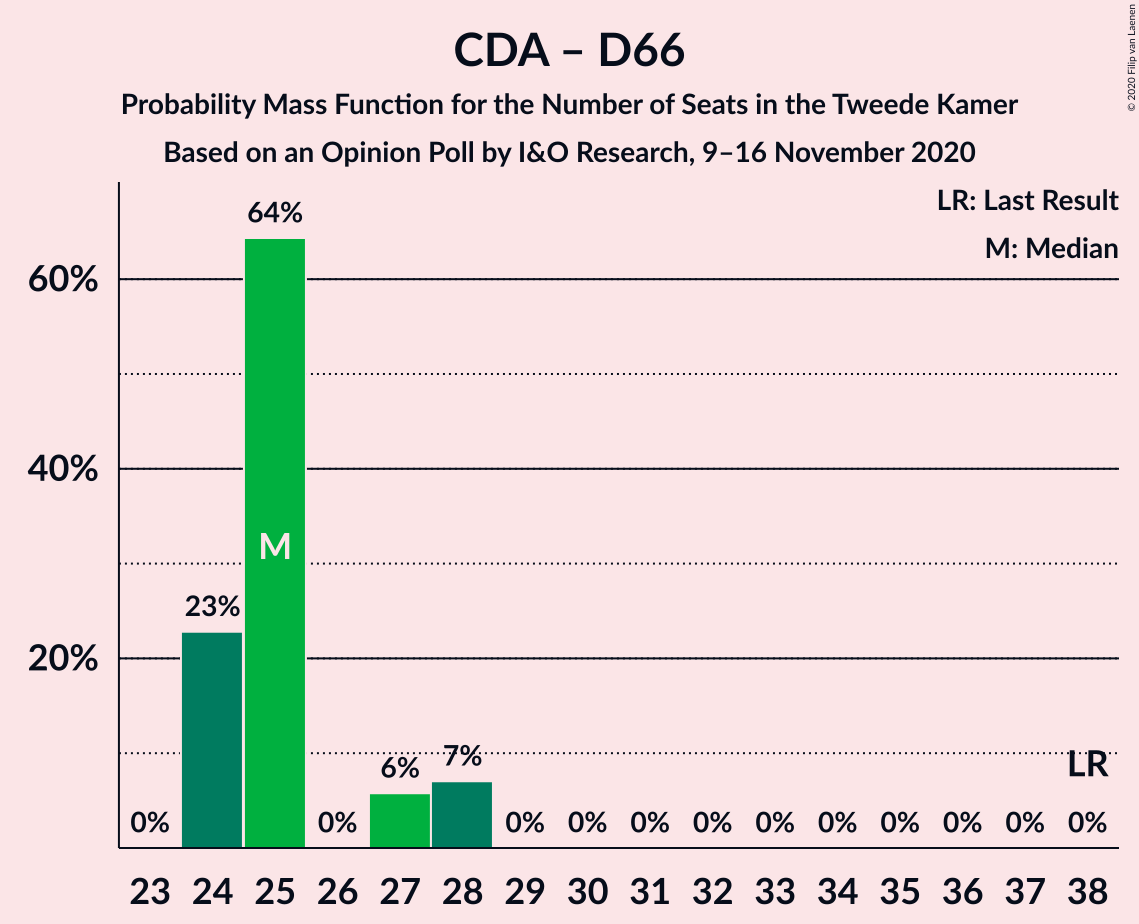 CDA – D66
Probability Mass Function for the Number of Seats in the Tweede Kamer
Based on an Opinion Poll by I&O Research, 9–16 November 2020
© 2020 Filip van Laenen
LR: Last Result
M: Median
60%
40%
20%
64%
M
23%
0%
0%
6%
7%
0%
0%
0%
0%
0%
0%
0%
0%
0%
0%
LR
23 24 25 26 27 28 29 30 31 32 33 34 35 36 37 38